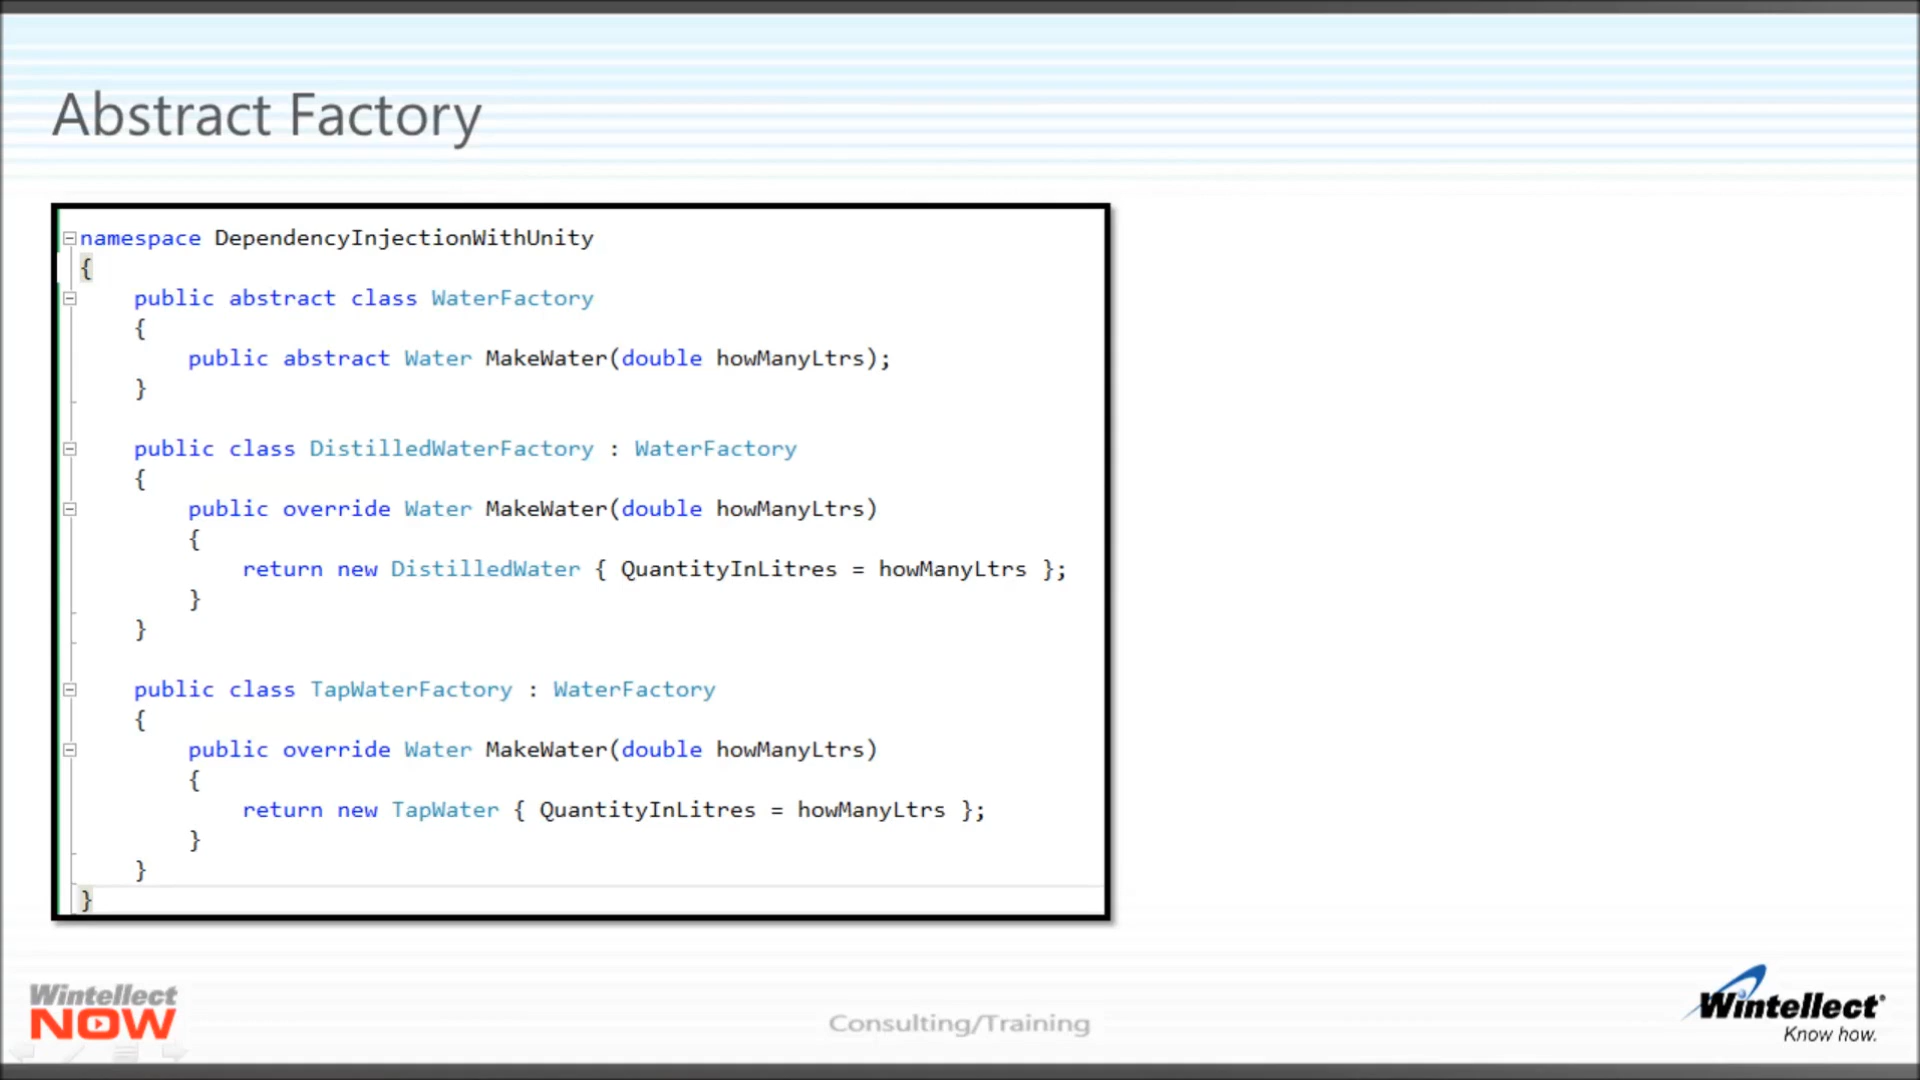 Abstract Factory
namespace DependencyInjectionWithUnity
{
public abstract class WaterFactory
{
public abstract Water MakeWater(double howManyLtrs);
}
public class DistilledWaterFactory : WaterFactory
{
public override Water MakeWater(double howManyLtrs)
{
return new DistilledWater { QuantityInLitres = howManyLtrs };
}
}
public class TapWaterFactory : WaterFactory
{
public override Water MakeWater(double howManyLtrs)
{
return new TapWater { QuantityInLitres = howManyLtrs };
}
}
}
Wintellect
NOW
Consulting/Training
Wintellect
Know how.